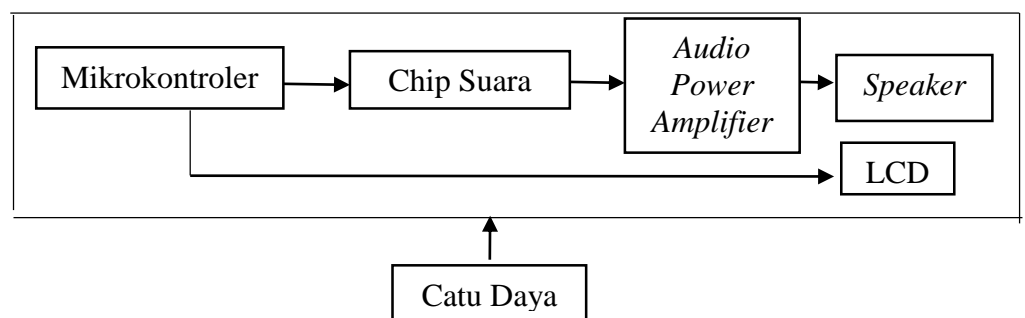 Mikrokontroler
Chip Suara
Audio
Power
Amplifier
Speaker
LCD
Catu Daya